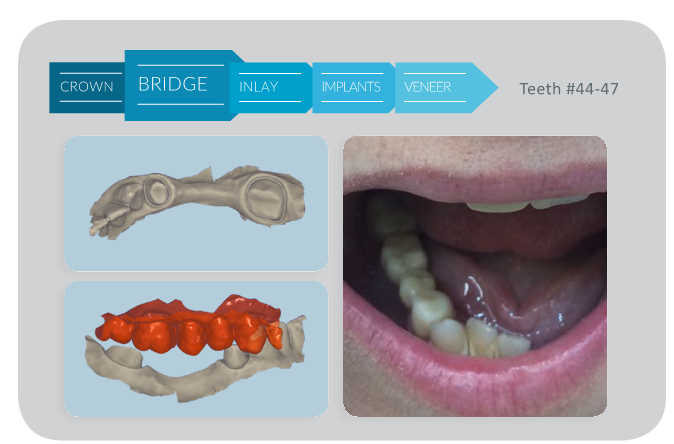 CROWN
BRIDGE
INLAY
IMPLANTS
VENEER
Teeth #44-47